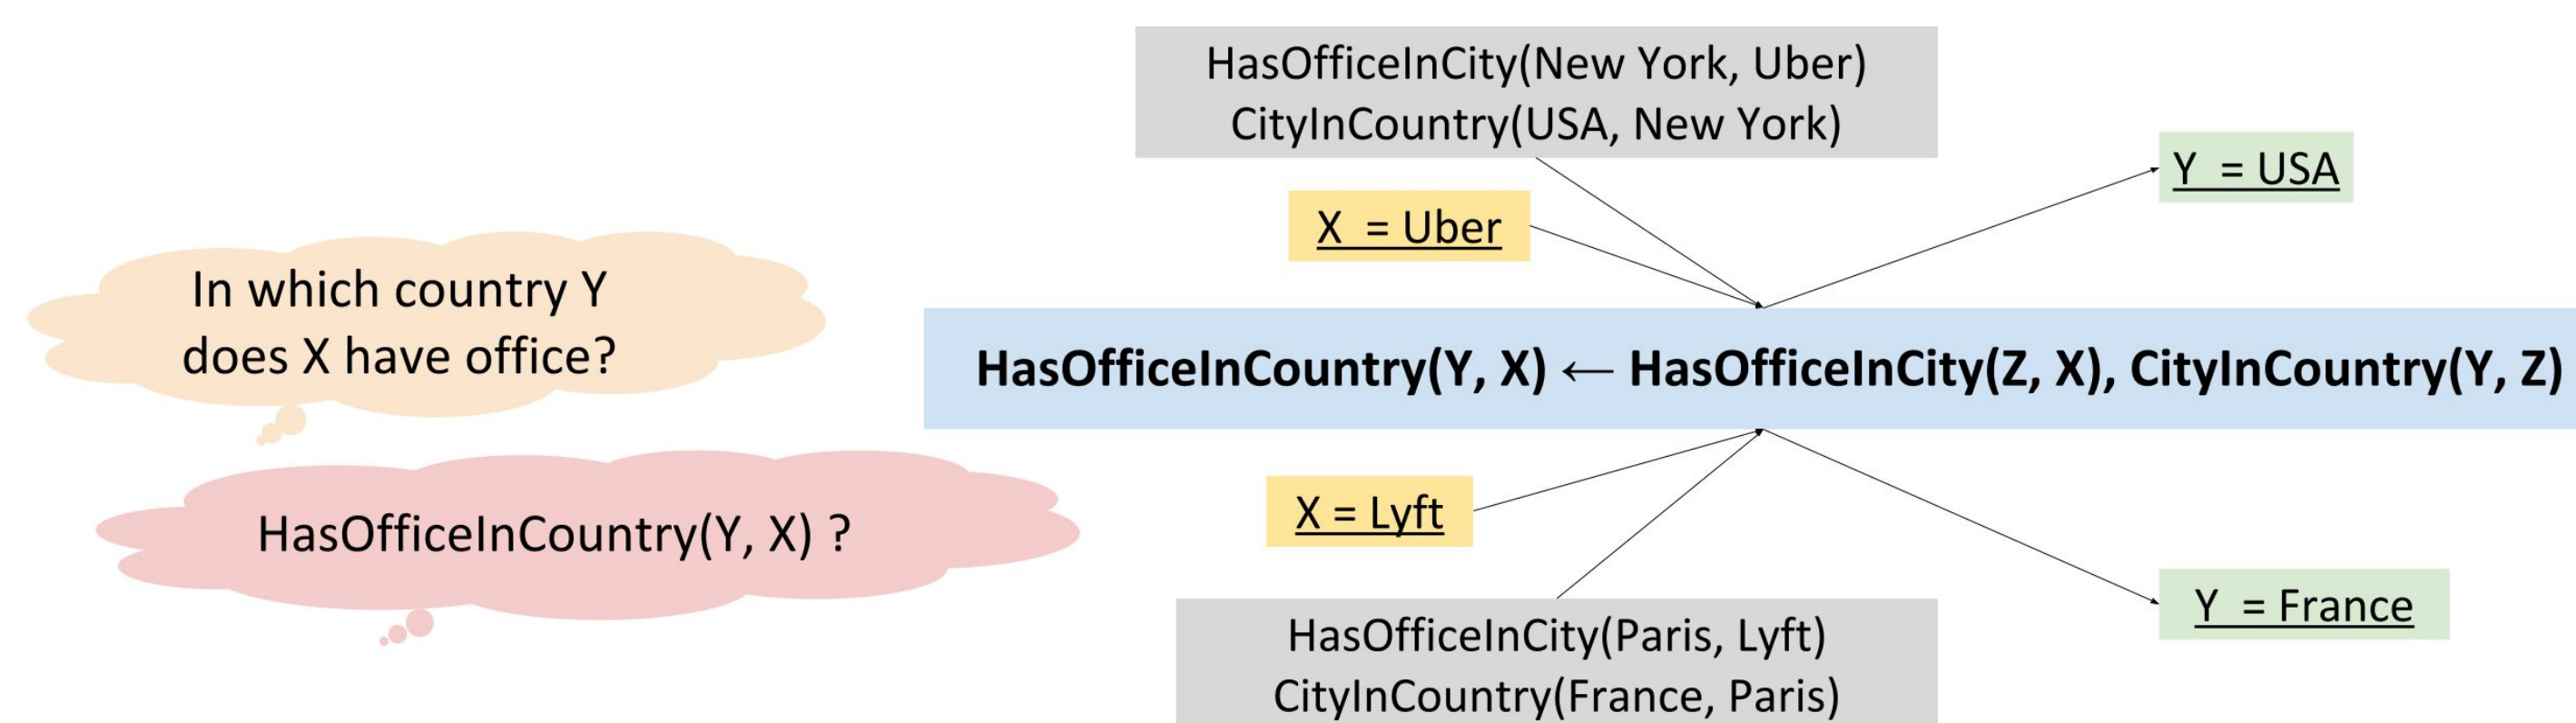 In which country Y
does X have office?
HasOfficeInCountry(Y, X) ?
HasOfficeInCity(New York, Uber)
CityInCountry(USA, New York)
X  = Uber
Y  = USA
HasOfficeInCountry(Y, X) ← HasOfficeInCity(Z, X), CityInCountry(Y, Z)
X = Lyft
Y  = France
HasOfficeInCity(Paris, Lyft)
CityInCountry(France, Paris)